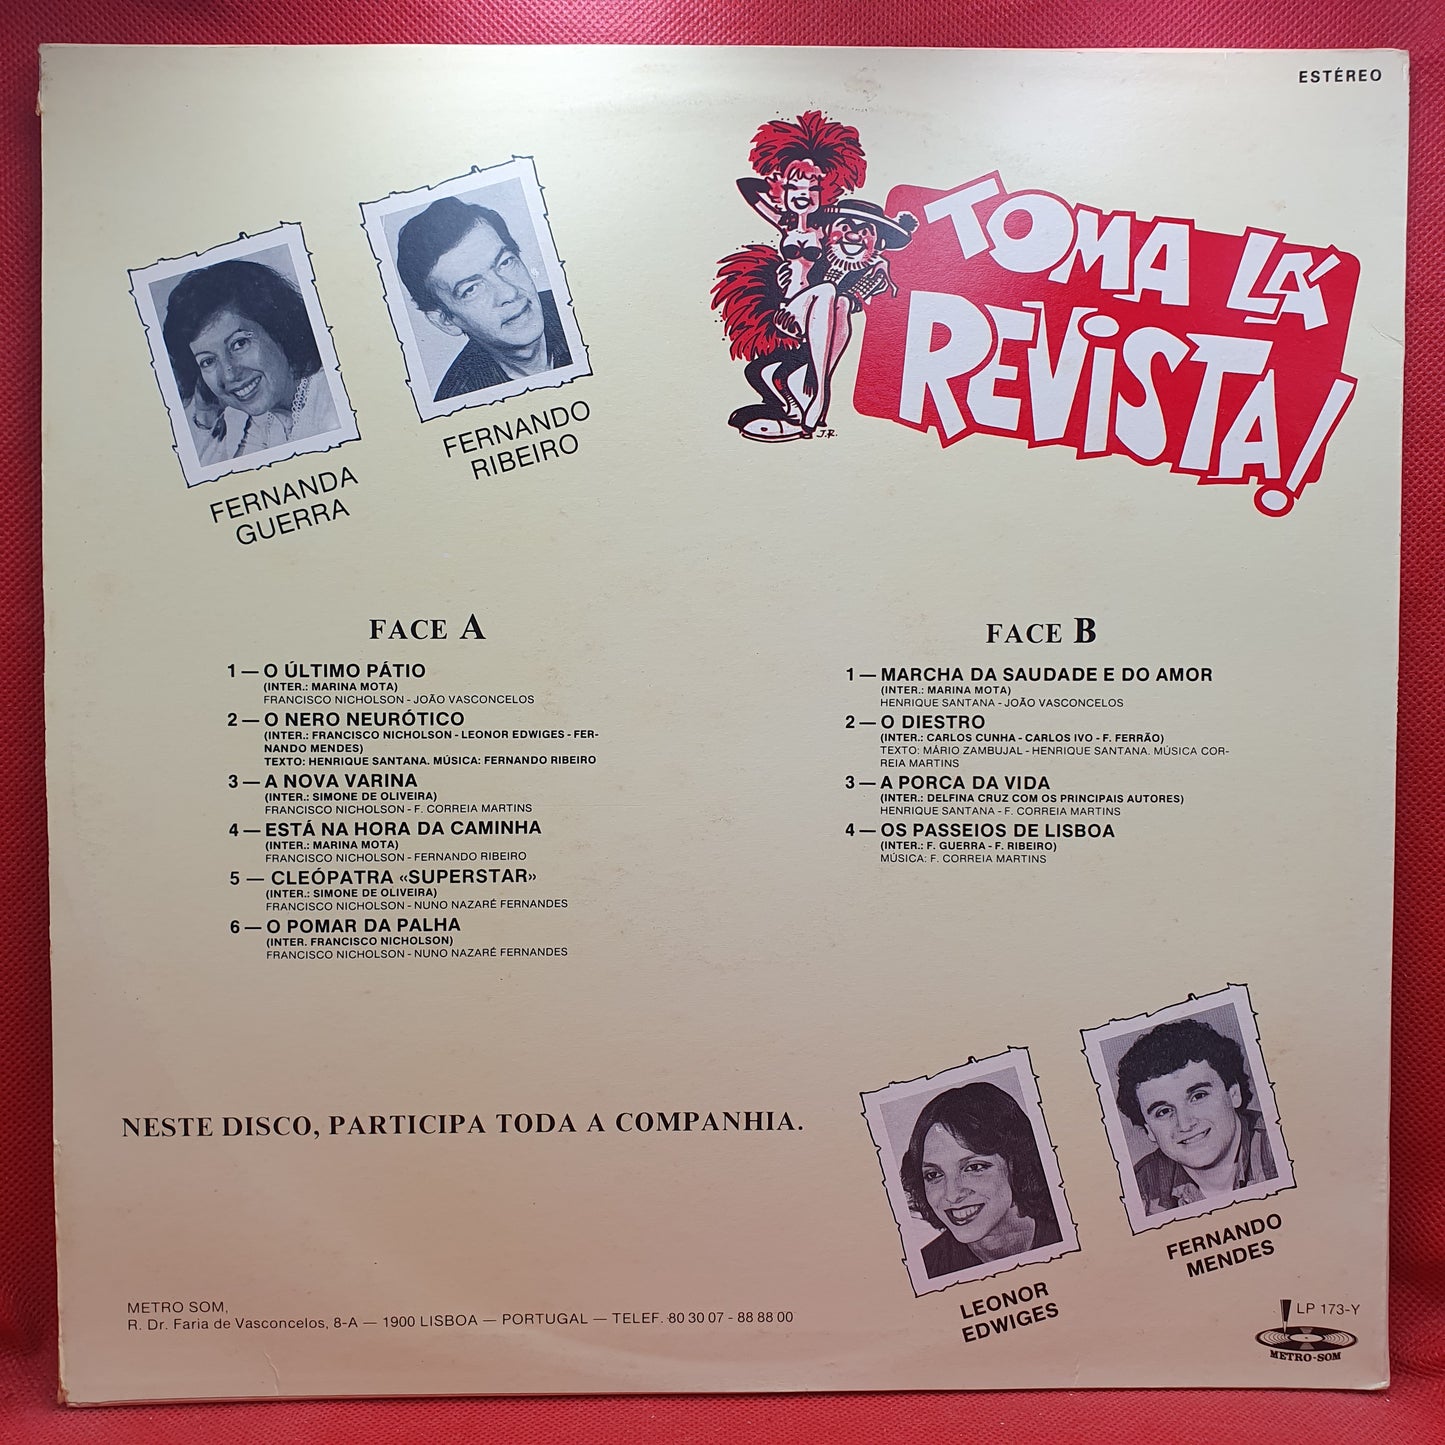 ESTÉREO
TOMA LÁ
REVISTA!
J.R.
FERNANDO
RIBEIRO
FERNANDA
GUERRA
FACE A
1 — O ÚLTIMO PÁTIO
(INTER.: MARINA MOTA)
FRANCISCO NICHOLSON - JOÃO VASCONCELOS
2 — O NERO NEURÓTICO
(INTER.: FRANCISCO NICHOLSON - LEONOR EDWIGES - FER-
NANDO MENDES)
TEXTO: HENRIQUE SANTANA. MÚSICA: FERNANDO RIBEIRO
3 — A NOVA VARINA
(INTER.: SIMONE DE OLIVEIRA)
FRANCISCO NICHOLSON - F. CORREIA MARTINS
4 — ESTÁ NA HORA DA CAMINHA
(INTER.: MARINA MOTA)
FRANCISCO NICHOLSON - FERNANDO RIBEIRO
5 — CLEÓPATRA «SUPERSTAR»
(INTER.: SIMONE DE OLIVEIRA)
FRANCISCO NICHOLSON - NUNO NAZARÉ FERNANDES
6 — O POMAR DA PALHA
(INTER. FRANCISCO NICHOLSON)
FRANCISCO NICHOLSON - NUNO NAZARÉ FERNANDES
FACE B
1 — MARCHA DA SAUDADE E DO AMOR
(INTER.: MARINA MOTA)
HENRIQUE SANTANA - JOÃO VASCONCELOS
2 — O DIESTRO
(INTER.: CARLOS CUNHA - CARLOS IVO - F. FERRÃO)
TEXTO: MÁRIO ZAMBUJAL - HENRIQUE SANTANA. MÚSICA COR-
REIA MARTINS
3 — A PORCA DA VIDA
(INTER.: DELFINA CRUZ COM OS PRINCIPAIS AUTORES)
HENRIQUE SANTANA - F. CORREIA MARTINS
4 — OS PASSEIOS DE LISBOA
(INTER.: F. GUERRA - F. RIBEIRO)
MÚSICA: F. CORREIA MARTINS
NESTE DISCO, PARTICIPA TODA A COMPANHIA.
FERNANDO
MENDES
LEONOR
EDWIGES
METRO SOM,
R. Dr. Faria de Vasconcelos, 8-A — 1900 LISBOA — PORTUGAL — TELEF. 80 30 07 - 88 88 00
LP 173-Y
METRO-SOM